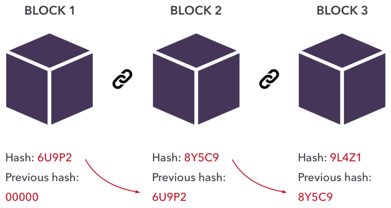 BLOCK 1
BLOCK 2
BLOCK 3
Hash: 6U9P2
Previous hash:
00000
Hash: 8Y5C9
Previous hash:
6U9P2
Hash: 9L4Z1
Previous hash:
8Y5C9